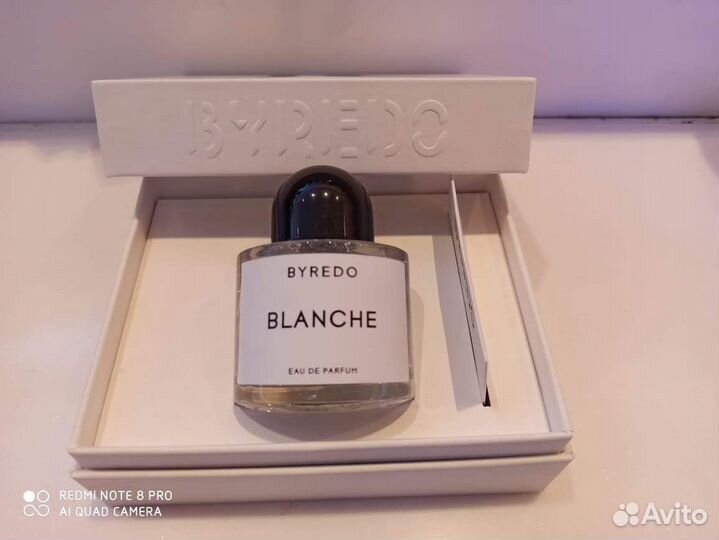 BYREDO
BYREDO
BLANCHE
EAU DE PARFUM
REDMI NOTE 8 PRO
AI QUAD CAMERA
Avito